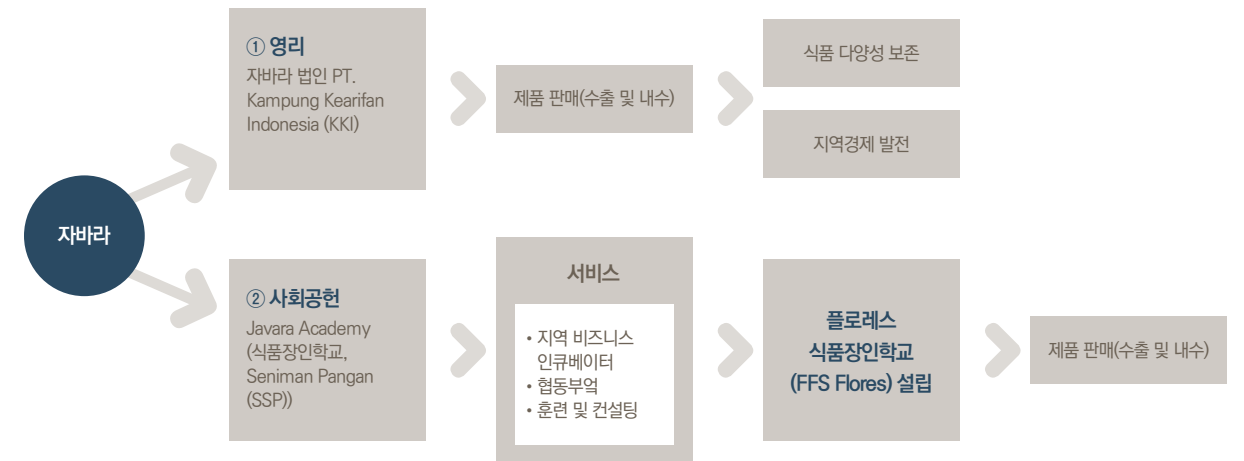 자바라
① 영리
자바라 법인 PT.
Kampung Kearifan
Indonesia (KKI)
제품 판매(수출 및 내수)
식품 다양성 보존
지역경제 발전
② 사회공헌
Javara Academy
(식품장인학교,
Seniman Pangan
(SSP))
서비스
• 지역 비즈니스
인큐베이터
• 협동부엌
• 훈련 및 컨설팅
플로레스
식품장인학교
(FFS Flores) 설립
제품 판매(수출 및 내수)